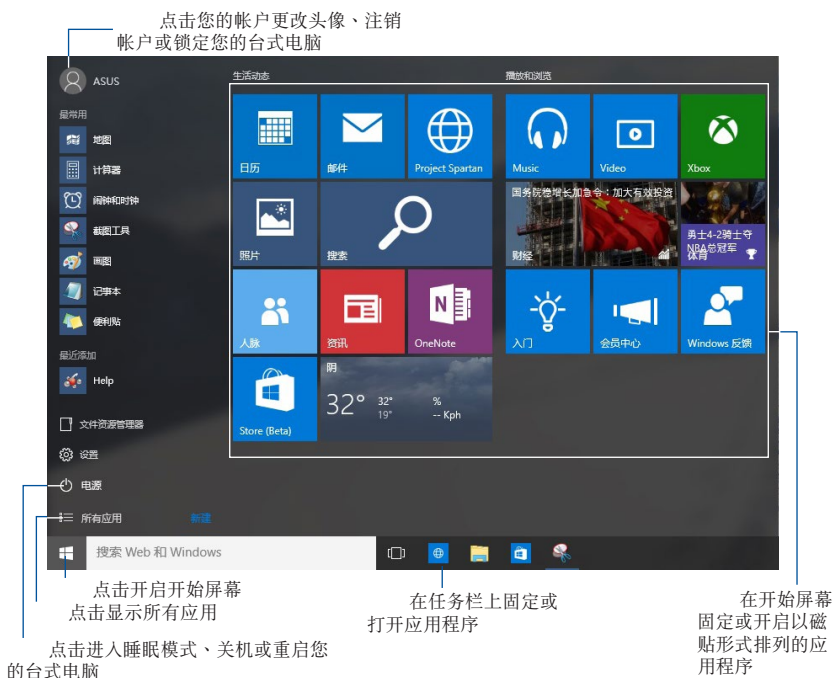 点击您的帐户更改头像、注销
帐户或锁定您的台式电脑
ASUS
生活动态
播放和浏览
最常用
地图
计算器
闹钟和时钟
截图工具
画图
记事本
便利贴
最近添加
Help
文件资源管理器
设置
电源
所有应用
新建
日历
邮件
Project Spartan
Music
Video
Xbox
照片
搜索
国务院稳增长加急令：加大有效投资
财经
勇士4-2骑士夺
NBA总冠军
体育
人脉
资讯
OneNote
入门
会员中心
Windows 反馈
Store (Beta)
阴
32° 32° %
19° -- Kph
搜索 Web 和 Windows
点击开启开始屏幕
点击显示所有应用
点击进入睡眠模式、关机或重启您
的台式电脑
在任务栏上固定或
打开应用程序
在开始屏幕
固定或开启以磁
贴形式排列的应
用程序